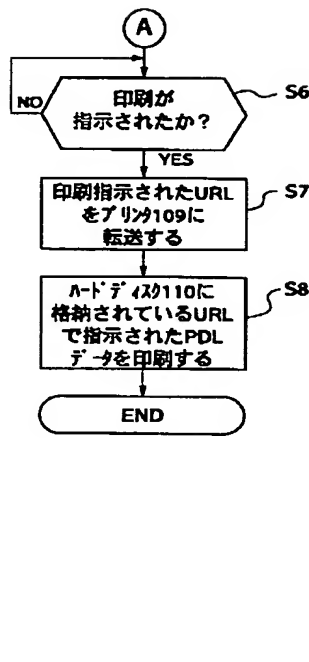 A
NO
印刷が
指示されたか？
S6
YES
印刷指示されたURL
をﾌﾟﾘﾝﾀ109に
転送する
S7
ﾊｰﾄﾞﾃﾞｨｽｸ110に
格納されているURL
で指示されたPDL
ﾃﾞｰﾀを印刷する
S8
END